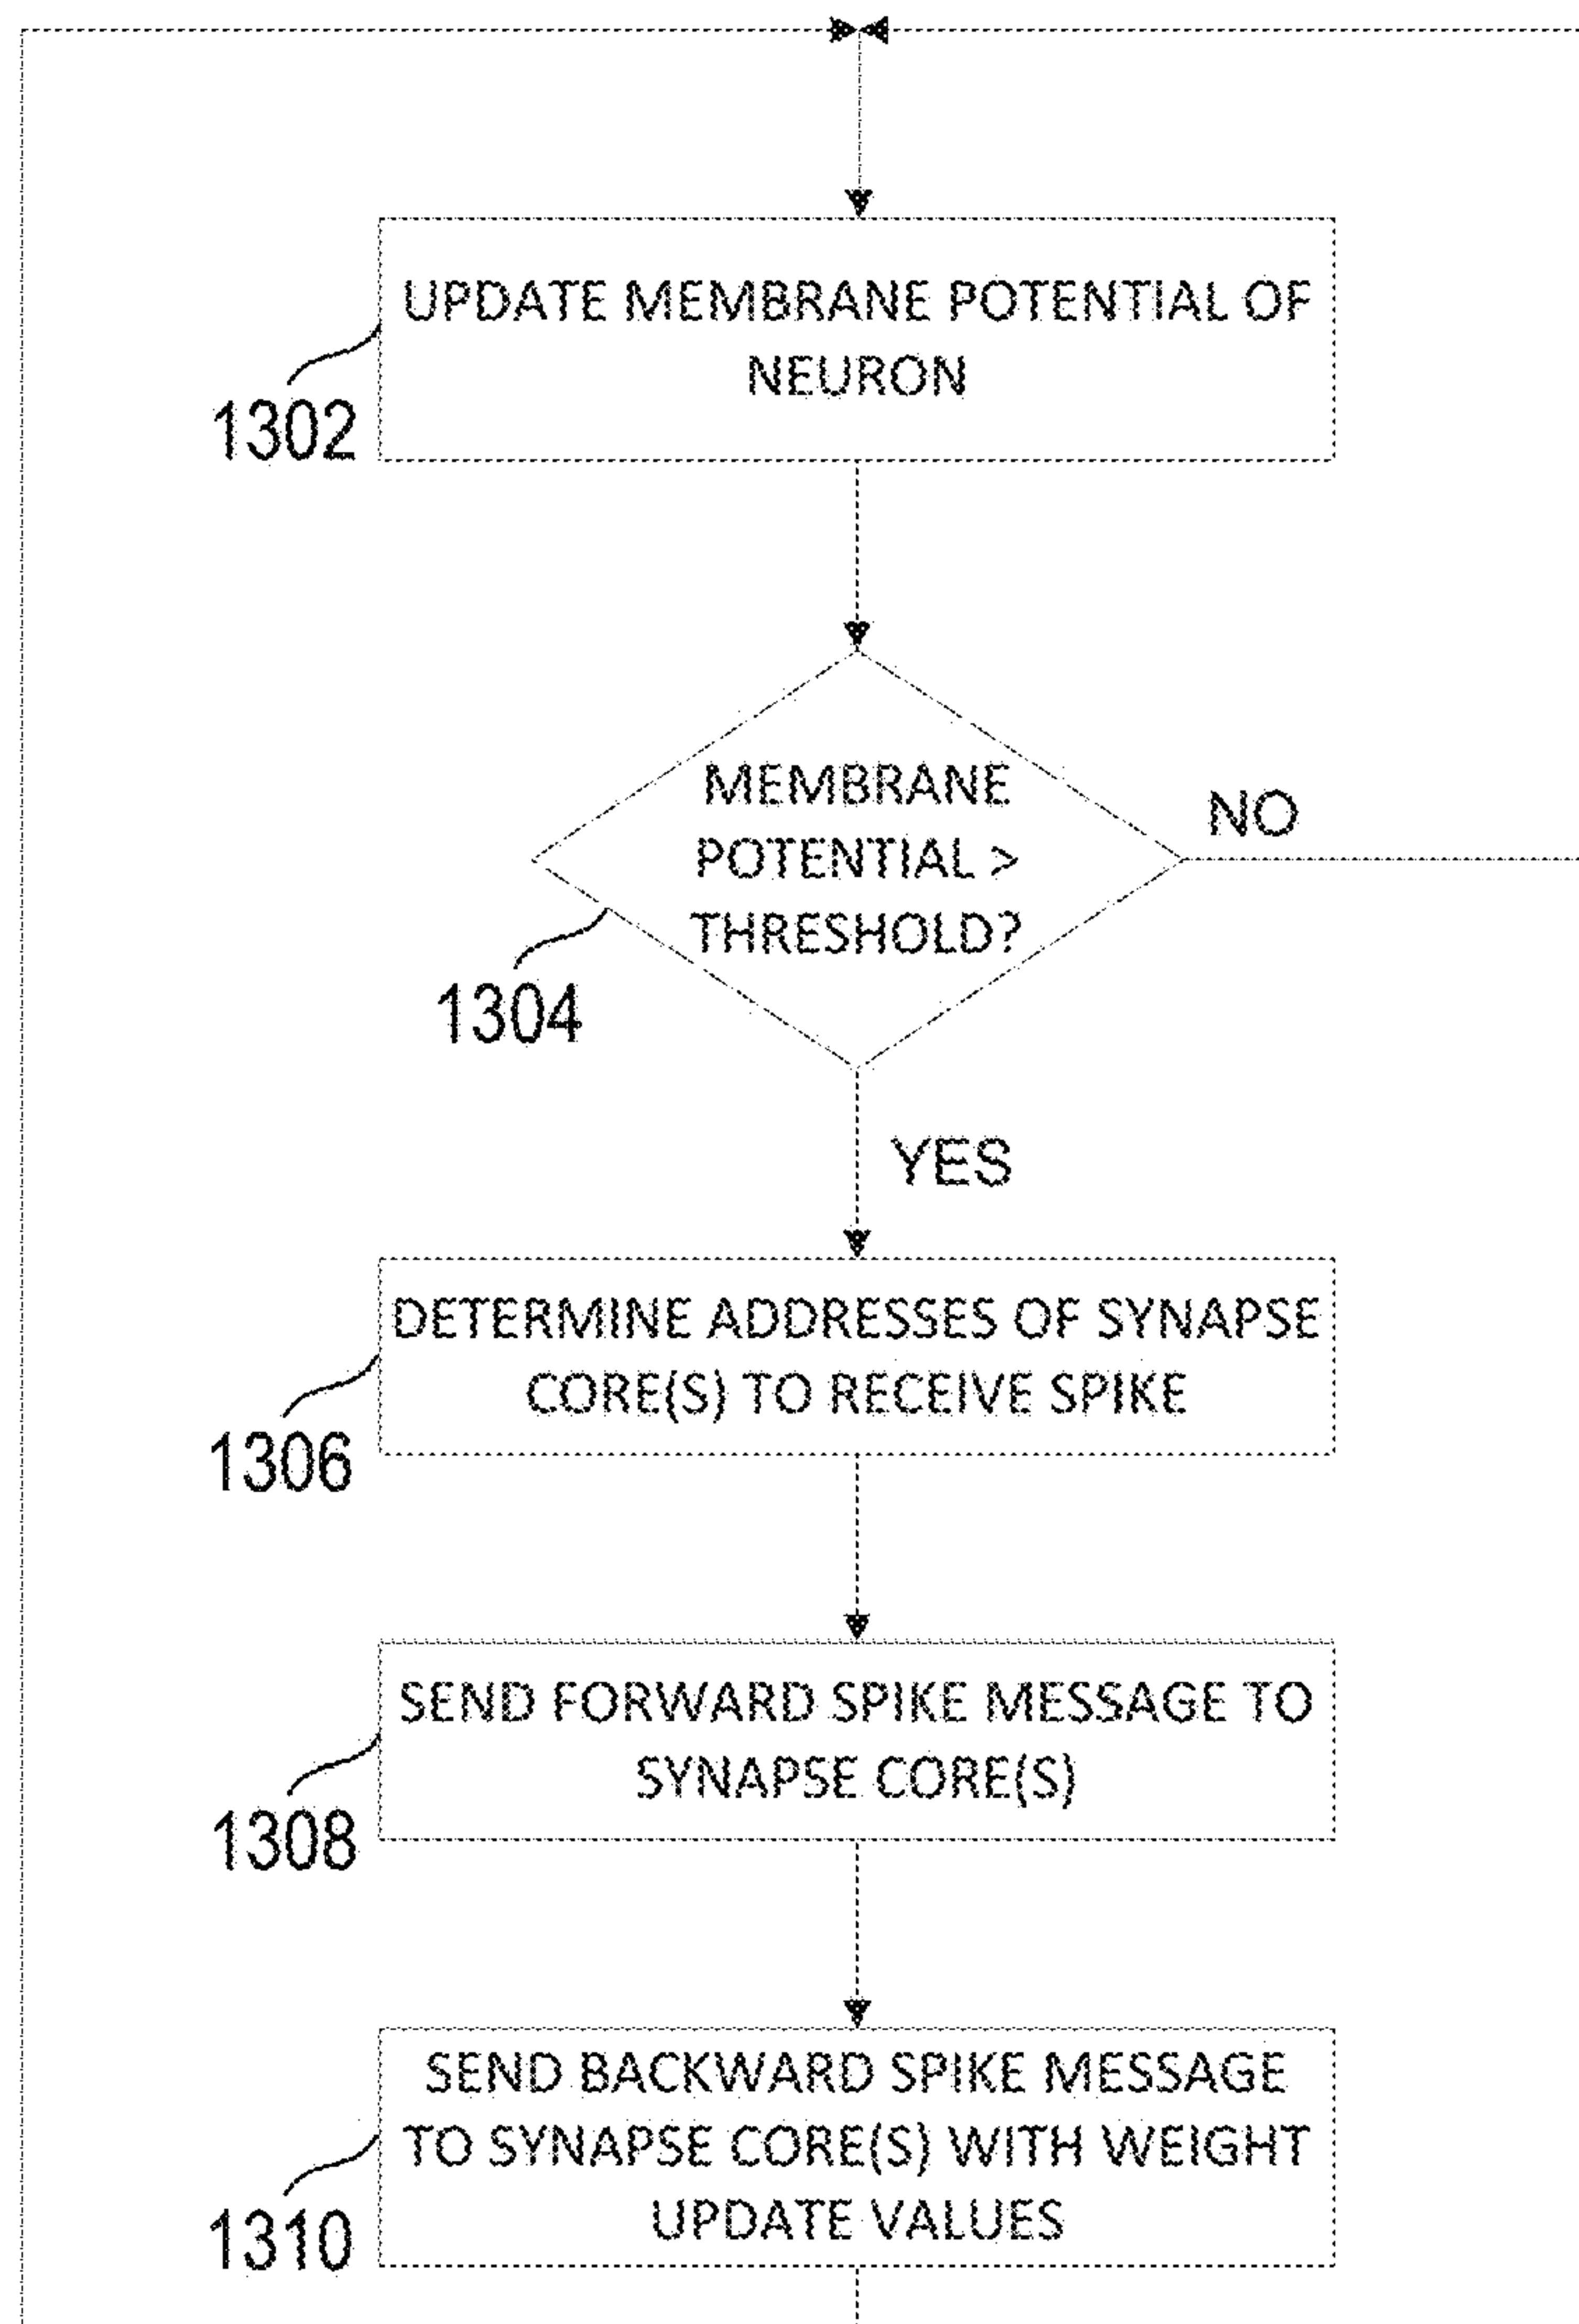 UPDATE MEMBRANE POTENTIAL OF
NEURON
1302
MEMBRANE
POTENTIAL >
THRESHOLD?
NO
1304
YES
DETERMINE ADDRESSES OF SYNAPSE
CORE(S) TO RECEIVE SPIKE
1306
SEND FORWARD SPIKE MESSAGE TO
SYNAPSE CORE(S)
1308
SEND BACKWARD SPIKE MESSAGE
TO SYNAPSE CORE(S) WITH WEIGHT
UPDATE VALUES
1310